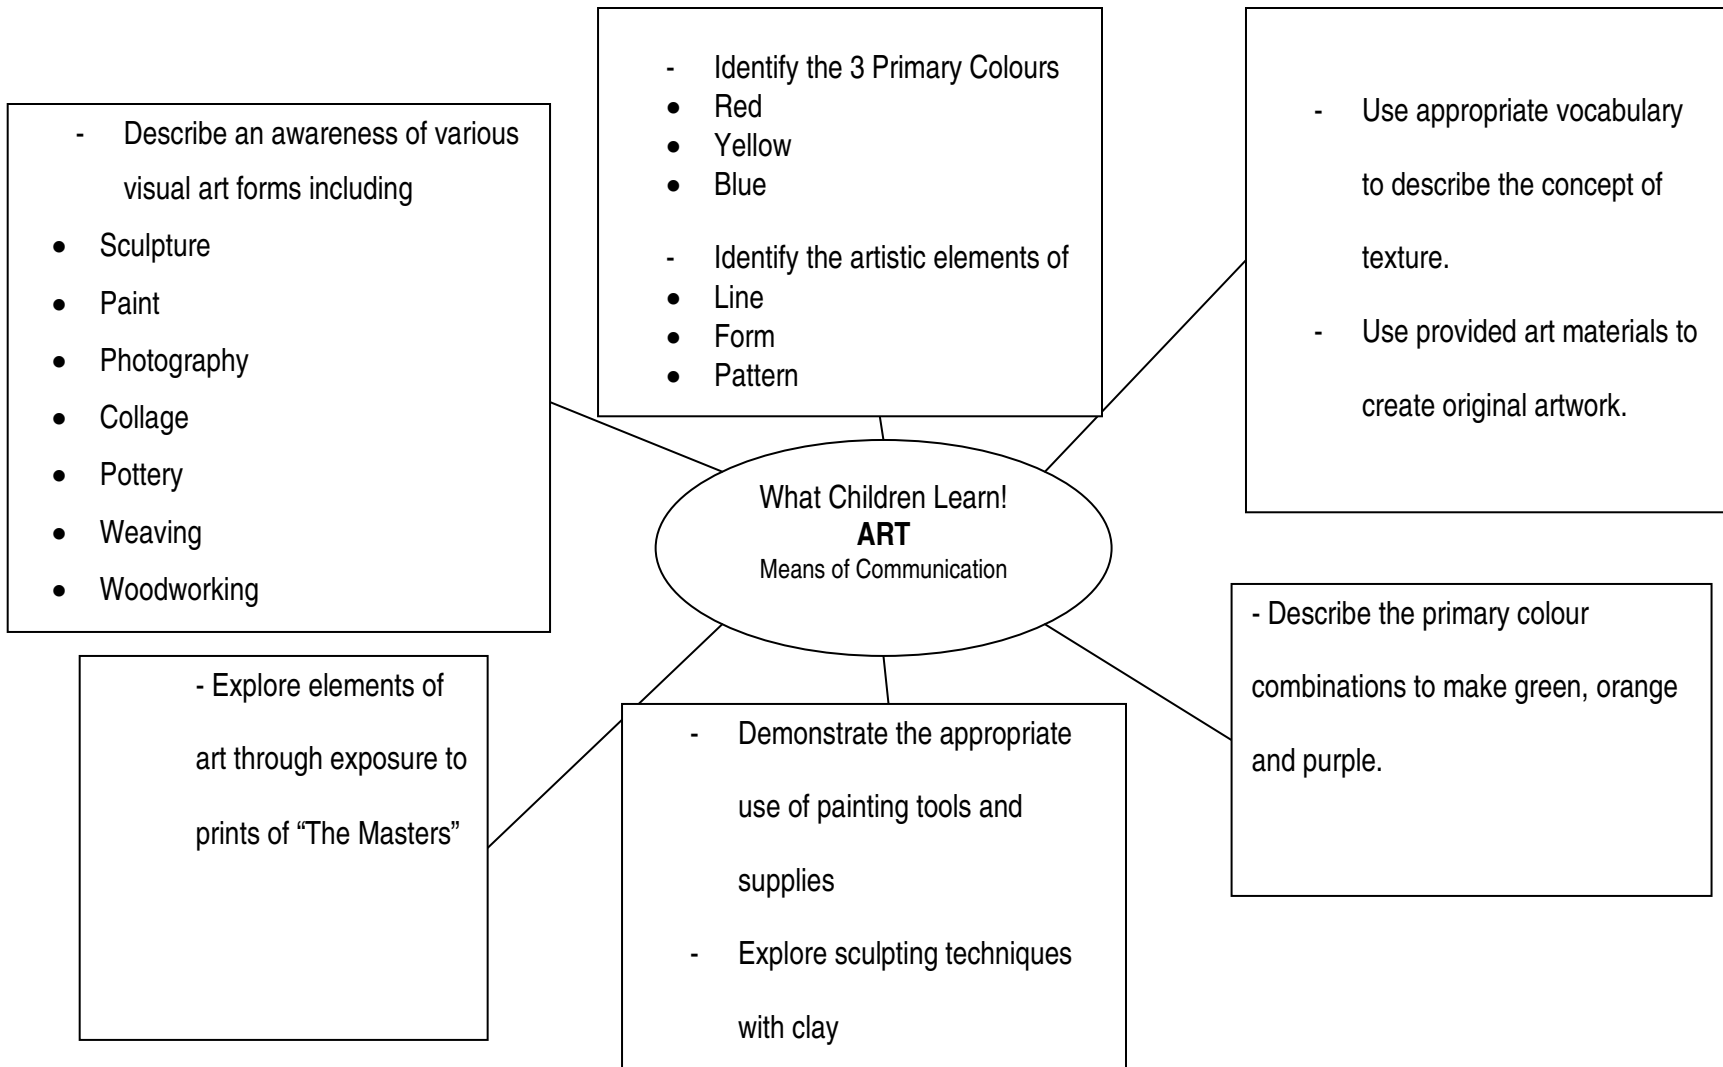 - Describe an awareness of various
visual art forms including
● Sculpture
● Paint
● Photography
● Collage
● Pottery
● Weaving
● Woodworking
- Identify the 3 Primary Colours
● Red
● Yellow
● Blue
- Identify the artistic elements of
● Line
● Form
● Pattern
- Use appropriate vocabulary
to describe the concept of
texture.
- Use provided art materials to
create original artwork.
What Children Learn!
ART
Means of Communication
- Explore elements of
art through exposure to
prints of “The Masters”
- Demonstrate the appropriate
use of painting tools and
supplies
- Explore sculpting techniques
with clay
- Describe the primary colour
combinations to make green, orange
and purple.